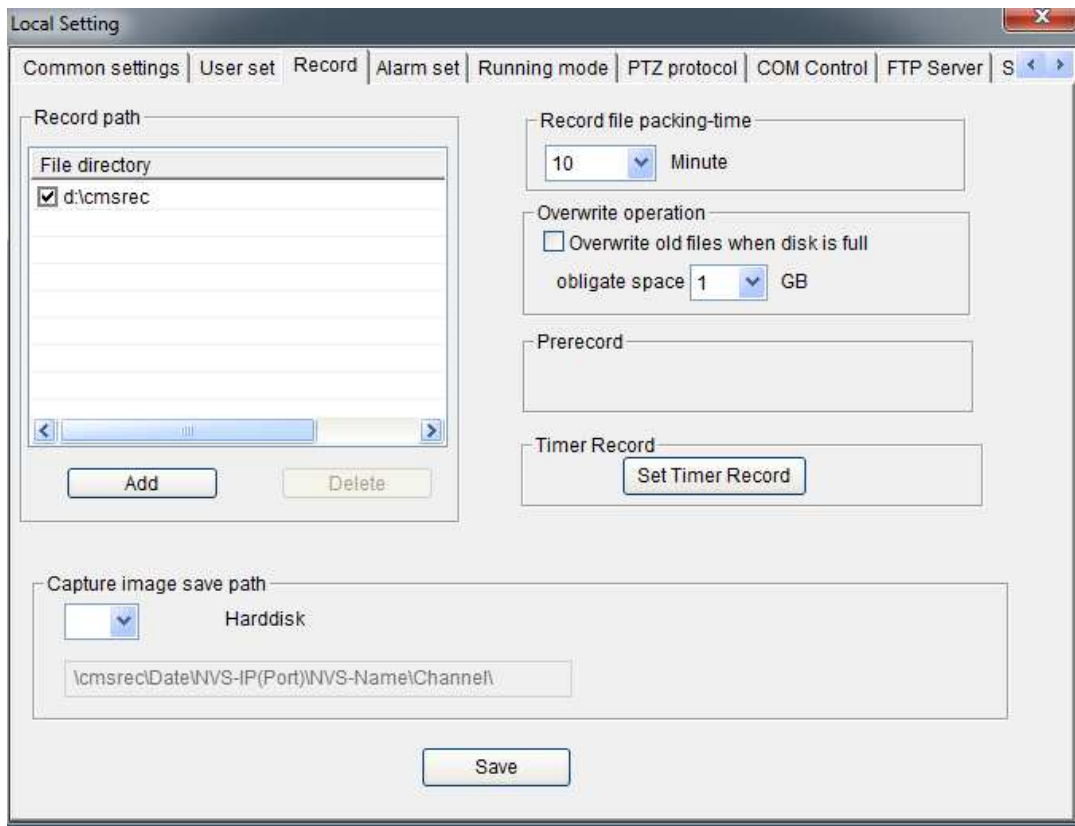 Local Setting
x
Common settings User set Record Alarm set Running mode PTZ protocol COM Control FTP Server S
Record path
File directory
d:\cmsrec
Add Delete
Record file packing-time
10 Minute
Overwrite operation
Overwrite old files when disk is full
obligate space 1 GB
Prerecord
Timer Record
Set Timer Record
Capture image save path
Harddisk
\cmsrec\Date\NVS-IP(Port)\NVS-Name\Channel\
Save